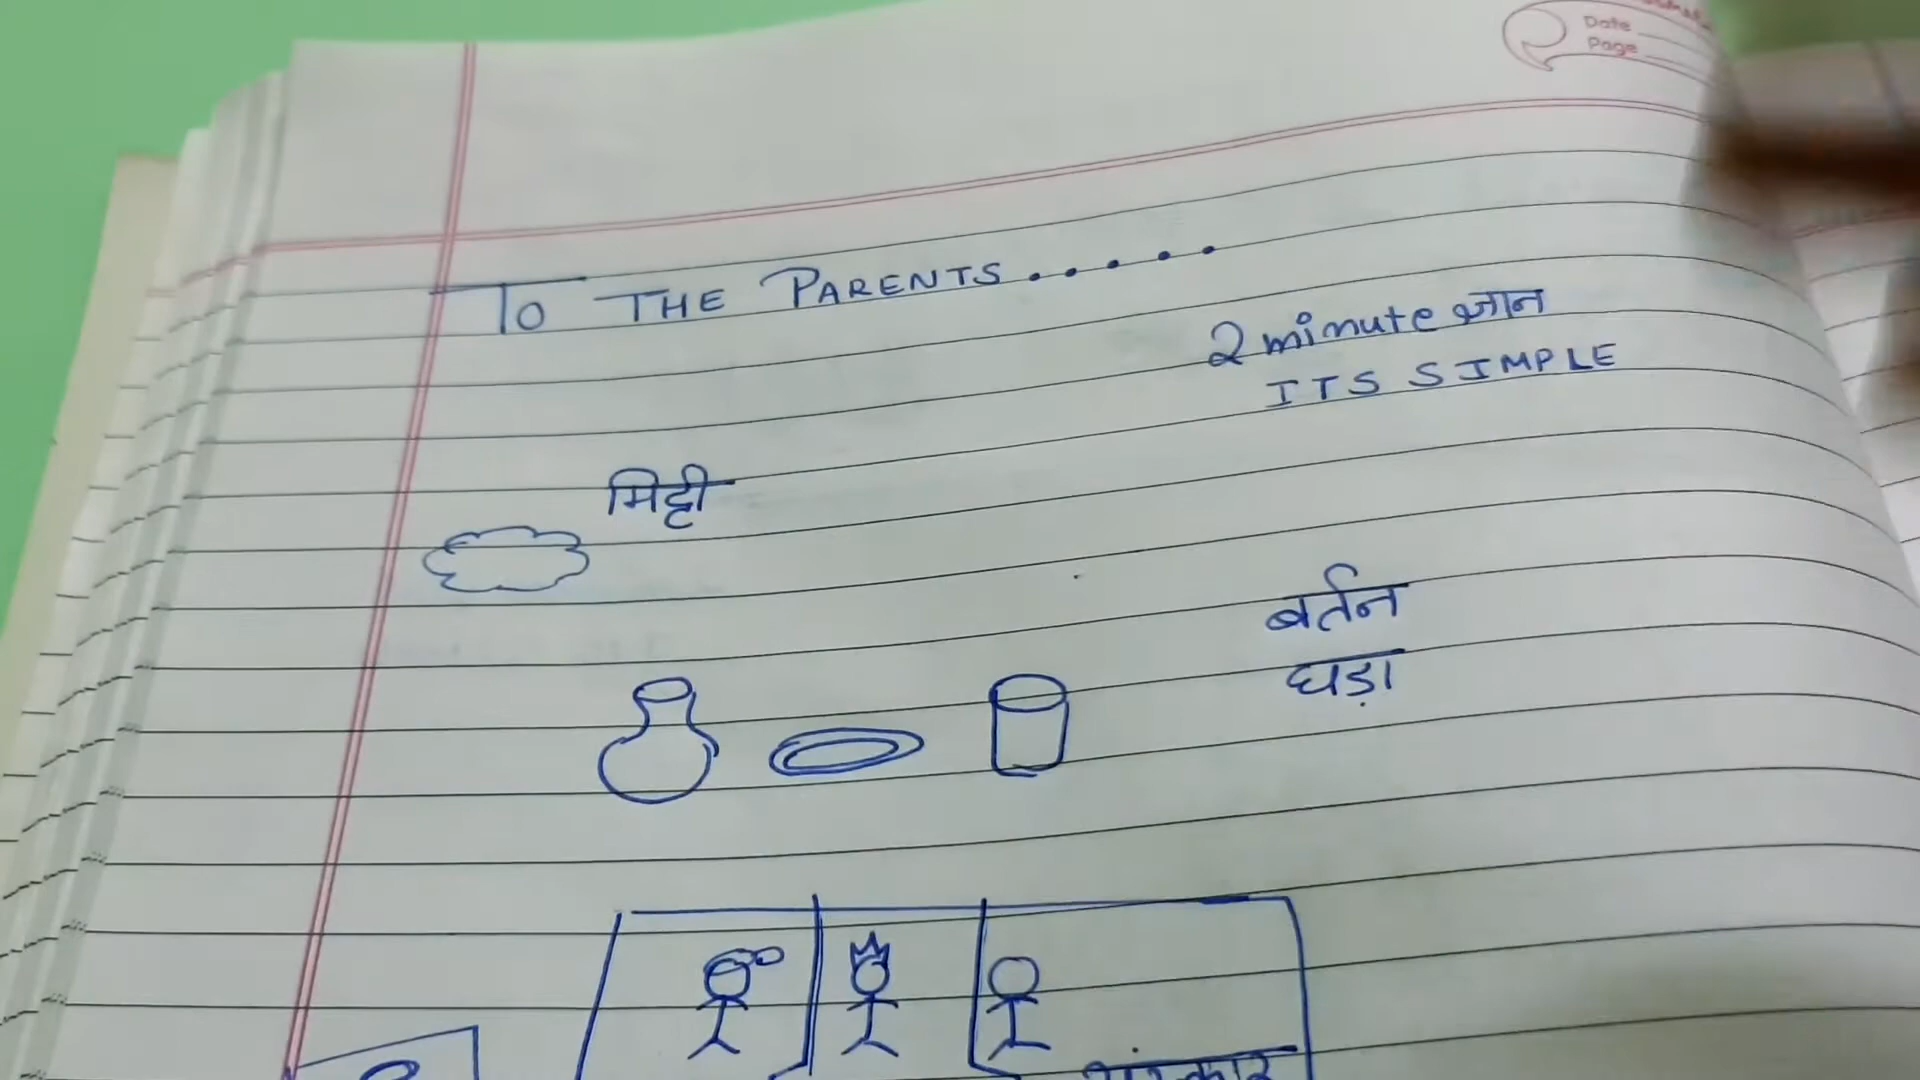 Date
Page
TO THE PARENTS......
2 minute ज्ञान
ITS SIMPLE
मिट्टी
बर्तन
घड़ा